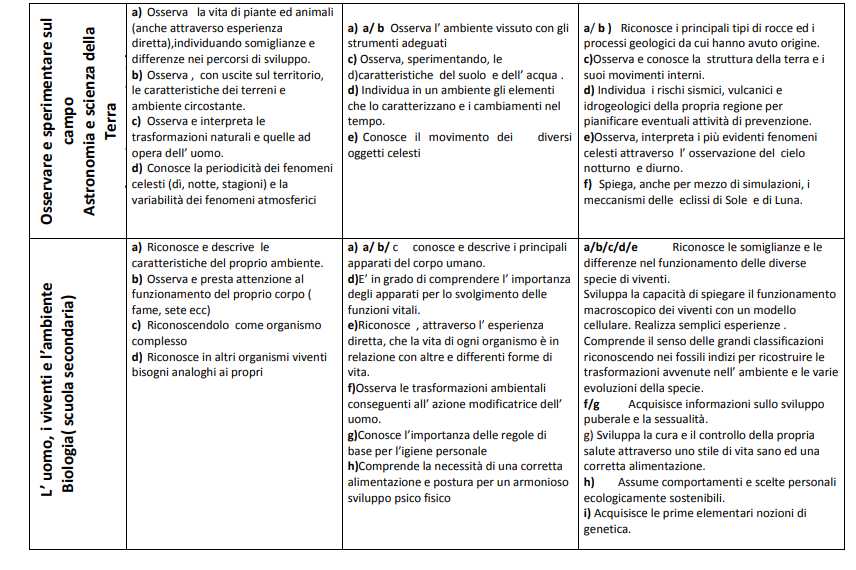 Osservare e sperimentare sul
campo
Astronomia e scienza della
Terra
a) Osserva la vita di piante ed animali
(anche attraverso esperienza
diretta),individuando somiglianze e
differenze nei percorsi di sviluppo.
b) Osserva , con uscite sul territorio,
le caratteristiche dei terreni e
ambiente circostante.
c) Osserva e interpreta le
trasformazioni naturali e quelle ad
opera dell’ uomo.
d) Conosce la periodicità dei fenomeni
celesti (dì, notte, stagioni) e la
variabilità dei fenomeni atmosferici
a) a/ b Osserva l’ ambiente vissuto con gli
strumenti adeguati
c) Osserva, sperimentando, le
d)caratteristiche del suolo e dell’ acqua .
d) Individua in un ambiente gli elementi
che lo caratterizzano e i cambiamenti nel
tempo.
e) Conosce il movimento dei diversi
oggetti celesti
a/ b ) Riconosce i principali tipi di rocce ed i
processi geologici da cui hanno avuto origine.
c)Osserva e conosce la struttura della terra e i
suoi movimenti interni.
d) Individua i rischi sismici, vulcanici e
idrogeologici della propria regione per
pianificare eventuali attività di prevenzione.
e)Osserva, interpreta i più evidenti fenomeni
celesti attraverso l’ osservazione del cielo
notturno e diurno.
f) Spiega, anche per mezzo di simulazioni, i
meccanismi delle eclissi di Sole e di Luna.
L’ uomo, i viventi e l’ambiente
Biologia( scuola secondaria)
a) Riconosce e descrive le
caratteristiche del proprio ambiente.
b) Osserva e presta attenzione al
funzionamento del proprio corpo (
fame, sete ecc)
c) Riconoscendolo come organismo
complesso
d) Riconosce in altri organismi viventi
bisogni analoghi ai propri
a) a/ b/ c conosce e descrive i principali
apparati del corpo umano.
d)E’ in grado di comprendere l’ importanza
degli apparati per lo svolgimento delle
funzioni vitali.
e)Riconosce , attraverso l’ esperienza
diretta, che la vita di ogni organismo è in
relazione con altre e differenti forme di
vita.
f)Osserva le trasformazioni ambientali
conseguenti all’ azione modificatrice dell’
uomo.
g)Conosce l’importanza delle regole di
base per l’igiene personale
h)Comprende la necessità di una corretta
alimentazione e postura per un armonioso
sviluppo psico fisico
a/b/c/d/e Riconosce le somiglianze e le
differenze nel funzionamento delle diverse
specie di viventi.
Sviluppa la capacità di spiegare il funzionamento
macroscopico dei viventi con un modello
cellulare. Realizza semplici esperienze .
Comprende il senso delle grandi classificazioni
riconoscendo nei fossili indizi per ricostruire le
trasformazioni avvenute nell’ ambiente e le varie
evoluzioni della specie.
f/g Acquisisce informazioni sullo sviluppo
puberale e la sessualità.
g) Sviluppa la cura e il controllo della propria
salute attraverso uno stile di vita sano ed una
corretta alimentazione.
h) Assume comportamenti e scelte personali
ecologicamente sostenibili.
i) Acquisisce le prime elementari nozioni di
genetica.